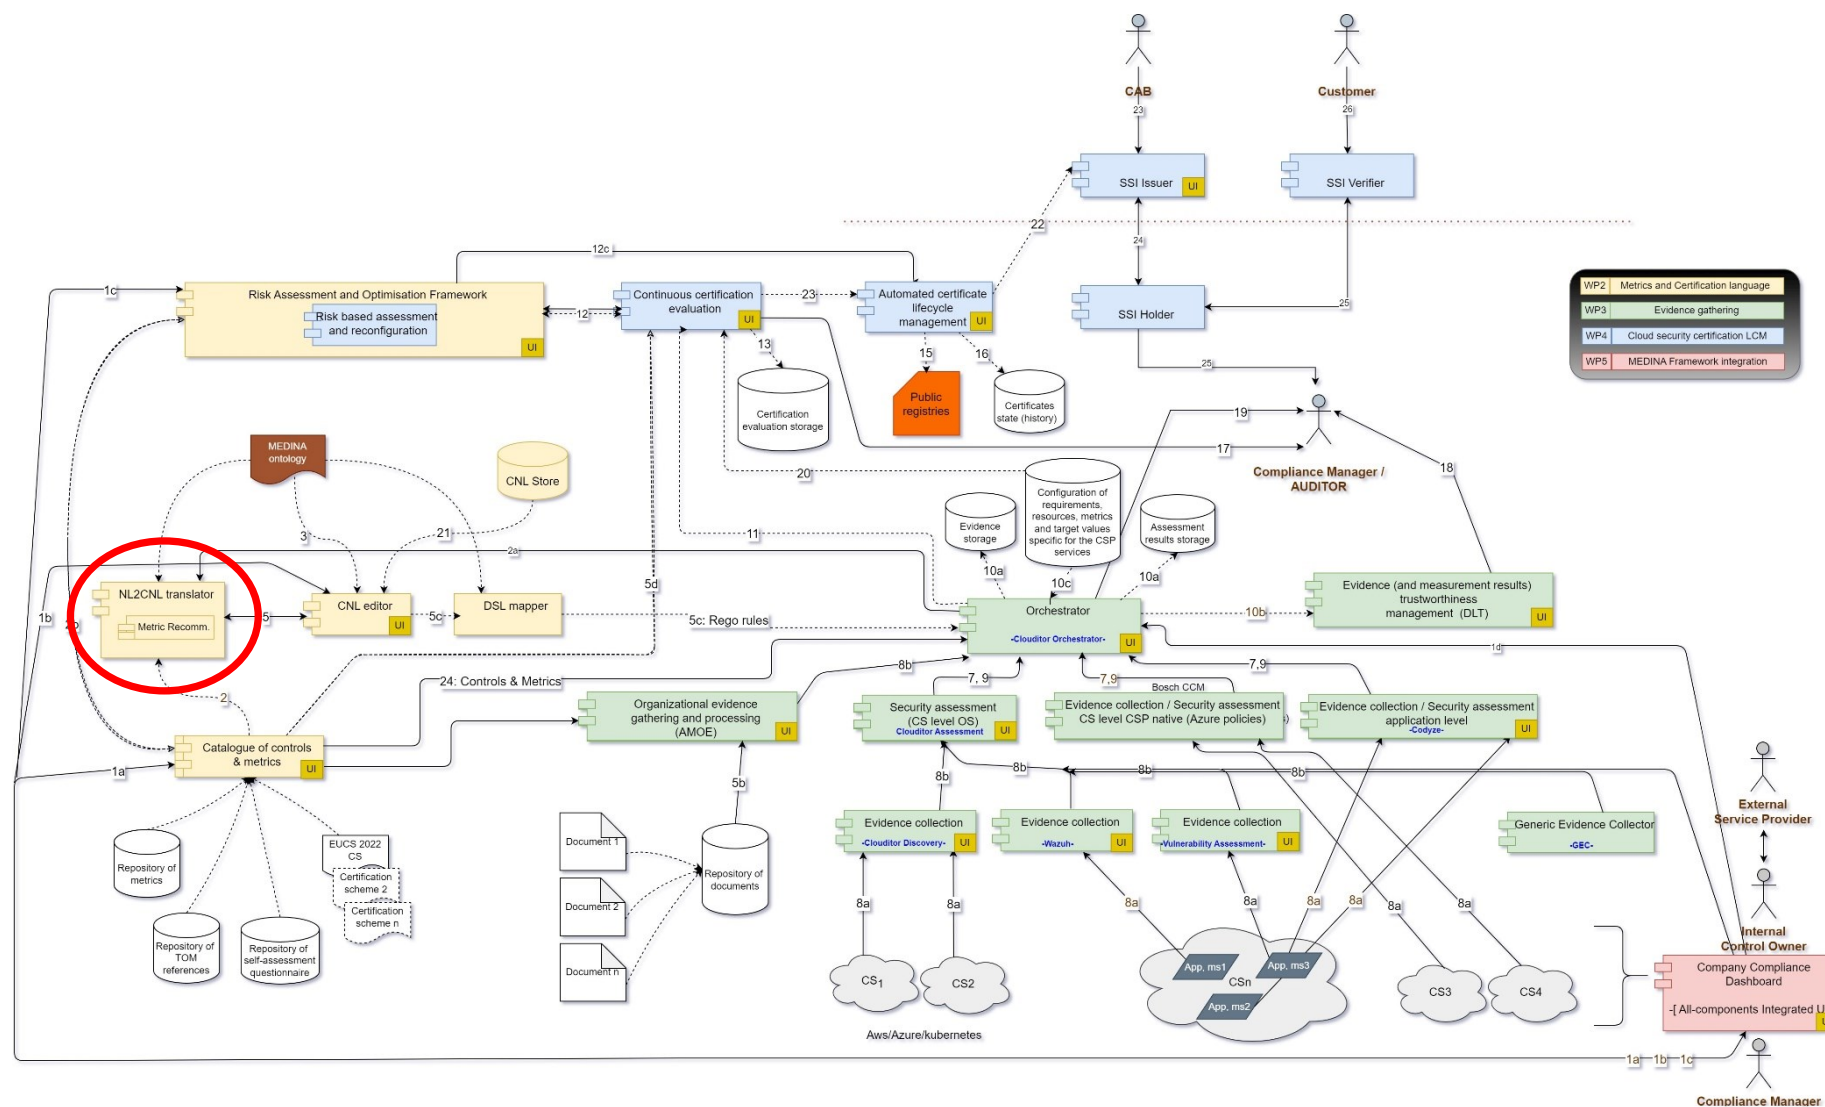 CAB
Customer
23
26
SSI Issuer
UI
SSI Verifier
22
24
12c
1c
Risk Assessment and Optimisation Framework
Risk based assessment
and reconfiguration
UI
12
Continuous certification
evaluation
UI
23
Automated certificate
lifecycle
management
UI
SSI Holder
25
WP2 Metrics and Certification language
WP3 Evidence gathering
WP4 Cloud security certification LCM
WP5 MEDINA Framework integration
13
15
16
25
Certification
evaluation storage
Public
registries
Certificates
state (history)
19
17
18
Compliance Manager /
AUDITOR
MEDINA
ontology
CNL Store
20
Configuration of
requirements,
resources, metrics
and target values
specific for the CSP
services
Evidence
storage
Assessment
results storage
3
21
11
2a
10a
10c
10a
5d
NL2CNL translator
Metric Recomm.
5
CNL editor
UI
5c
DSL mapper
5c: Rego rules
Orchestrator
-Clouditor Orchestrator-
UI
10b
Evidence (and measurement results)
trustworthiness
management (DLT)
UI
1b
1d
2
24: Controls & Metrics
8b
7, 9
7,9
7,9
Bosch CCM
Organizational evidence
gathering and processing
(AMOE)
UI
Security assessment
(CS level OS)
Clouditor Assessment
UI
Evidence collection / Security assessment
CS level CSP native (Azure policies)
Evidence collection / Security assessment
application level
-Codyze-
UI
Catalogue of controls
& metrics
UI
1a
5b
8b
8b
8b
8b
Evidence collection
-Clouditor Discovery-
UI
Evidence collection
-Wazuh-
UI
Evidence collection
-Vulnerability Assessment-
UI
Generic Evidence Collector
-GEC-
External
Service Provider
Repository of
metrics
EUCS 2022
CS
Certification
scheme 2
Certification
scheme n
Repository of
TOM
references
Repository of
self-assessment
questionnaire
Document 1
Document 2
Document n
Repository of
documents
8a
8a
8a
8a
8a
8a
8a
8a
Internal
Control Owner
CS1
CS2
App, ms1
App, ms3
CSn
App, ms2
CS3
CS4
Company Compliance
Dashboard
-[ All-components Integrated U
Aws/Azure/kubernetes
1a 1b 1c
Compliance Manager